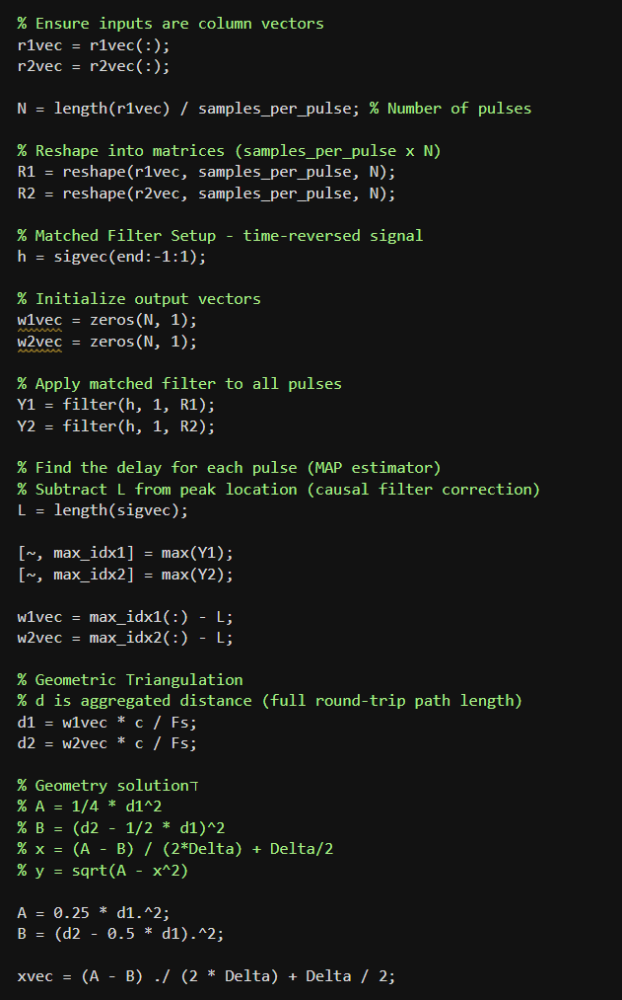 % Ensure inputs are column vectors
r1vec = r1vec(:);
r2vec = r2vec(:);
N = length(r1vec) / samples_per_pulse; % Number of pulses
% Reshape into matrices (samples_per_pulse x N)
R1 = reshape(r1vec, samples_per_pulse, N);
R2 = reshape(r2vec, samples_per_pulse, N);
% Matched Filter Setup - time-reversed signal
h = sigvec(end:-1:1);
% Initialize output vectors
w1vec = zeros(N, 1);
w2vec = zeros(N, 1);
% Apply matched filter to all pulses
Y1 = filter(h, 1, R1);
Y2 = filter(h, 1, R2);
% Find the delay for each pulse (MAP estimator)
% Subtract L from peak location (causal filter correction)
L = length(sigvec);
[~, max_idx1] = max(Y1);
[~, max_idx2] = max(Y2);
w1vec = max_idx1(:) - L;
w2vec = max_idx2(:) - L;
% Geometric Triangulation
% d is aggregated distance (full round-trip path length)
d1 = w1vec * c / Fs;
d2 = w2vec * c / Fs;
% Geometry solution
% A = 1/4 * d1^2
% B = (d2 - 1/2 * d1)^2
% x = (A - B) / (2*Delta) + Delta/2
% y = sqrt(A - x^2)
A = 0.25 * d1.^2;
B = (d2 - 0.5 * d1).^2;
xvec = (A - B) ./ (2 * Delta) + Delta / 2;